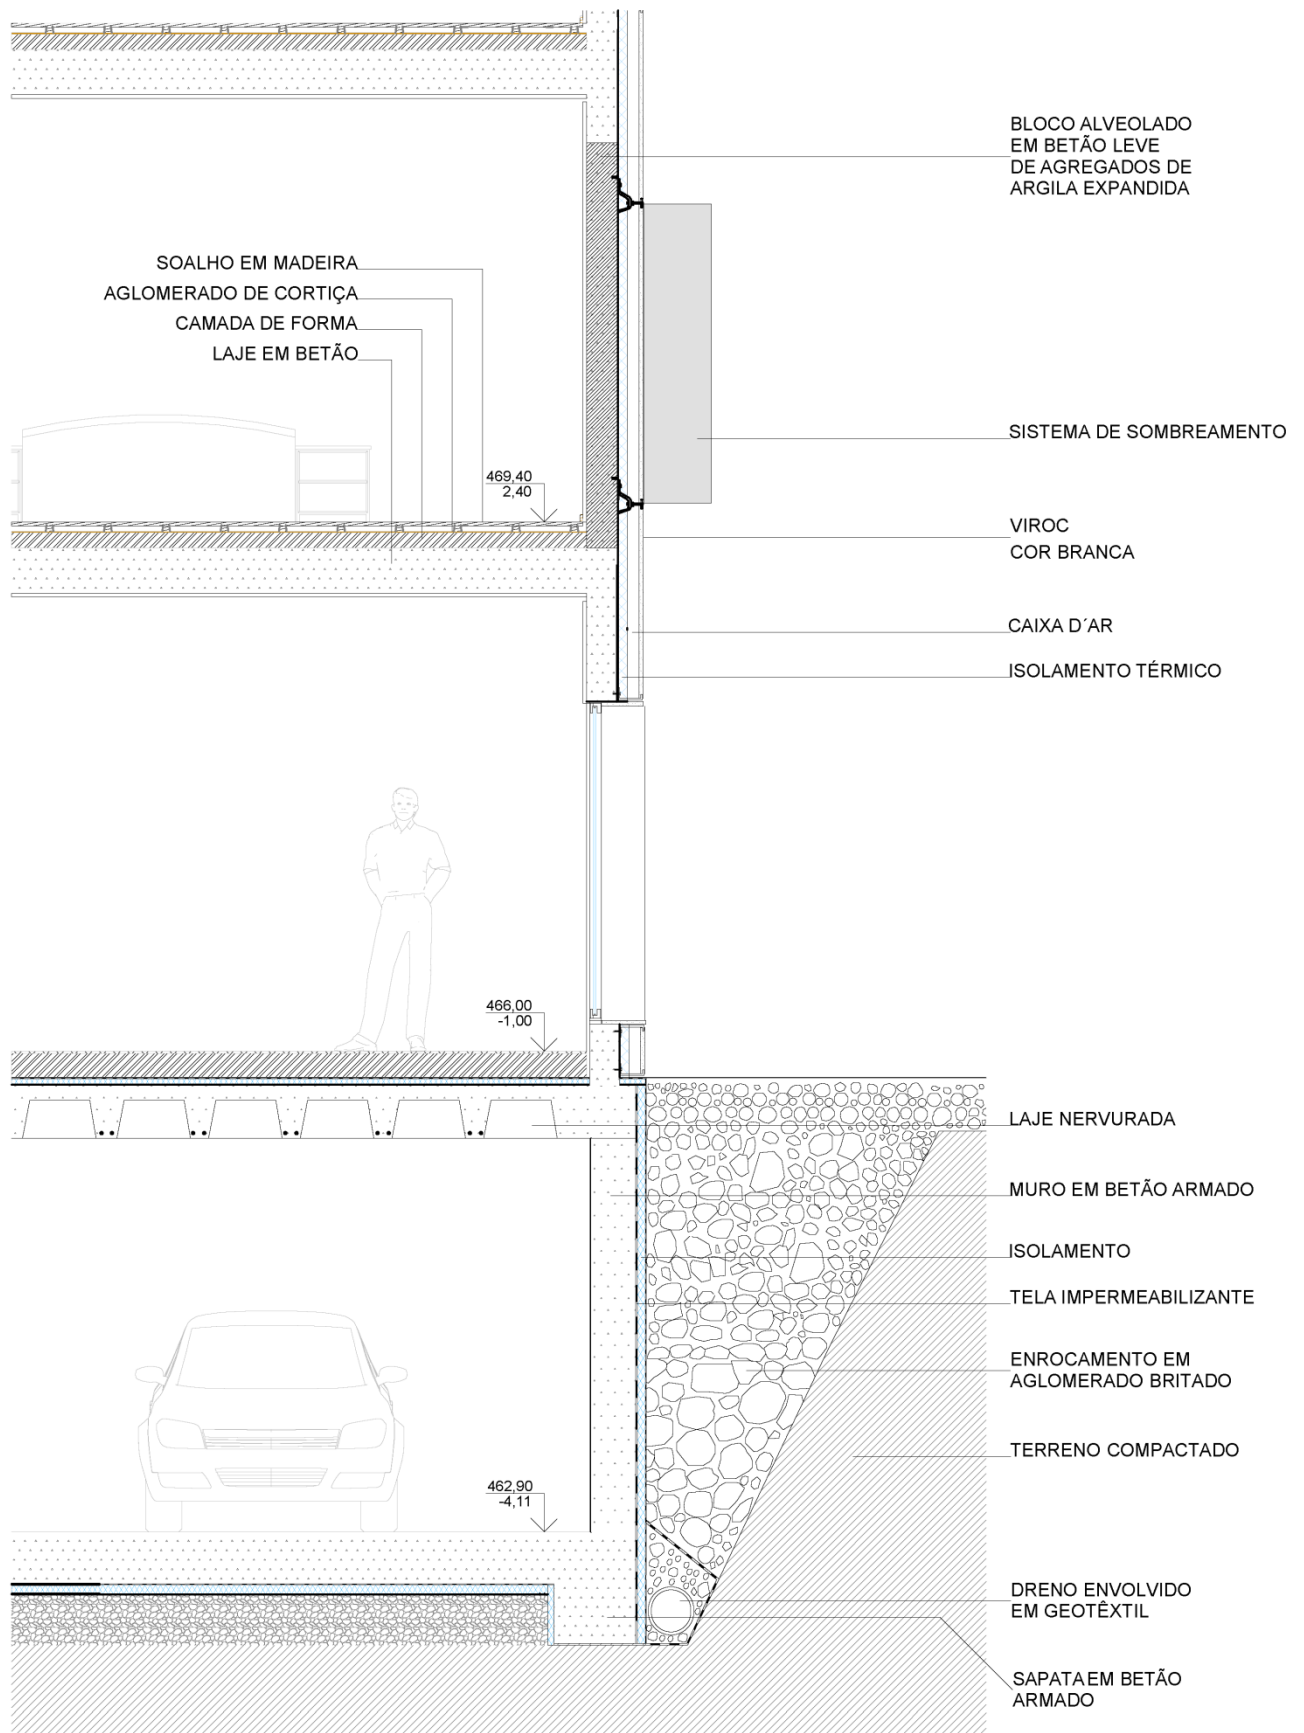 BLOCO ALVEOLADO
EM BETÃO LEVE
DE AGREGADOS DE
ARGILA EXPANDIDA
SOALHO EM MADEIRA
AGLOMERADO DE CORTIÇA
CAMADA DE FORMA
LAJE EM BETÃO
SISTEMA DE SOMBREAMENTO
469,40
2,40
VIROC
COR BRANCA
CAIXA D´AR
ISOLAMENTO TÉRMICO
466,00
-1,00
LAJE NERVURADA
MURO EM BETÃO ARMADO
ISOLAMENTO
TELA IMPERMEABILIZANTE
ENROCAMENTO EM
AGLOMERADO BRITADO
TERRENO COMPACTADO
462,90
-4,11
DRENO ENVOLVIDO
EM GEOTÊXTIL
SAPATA EM BETÃO
ARMADO